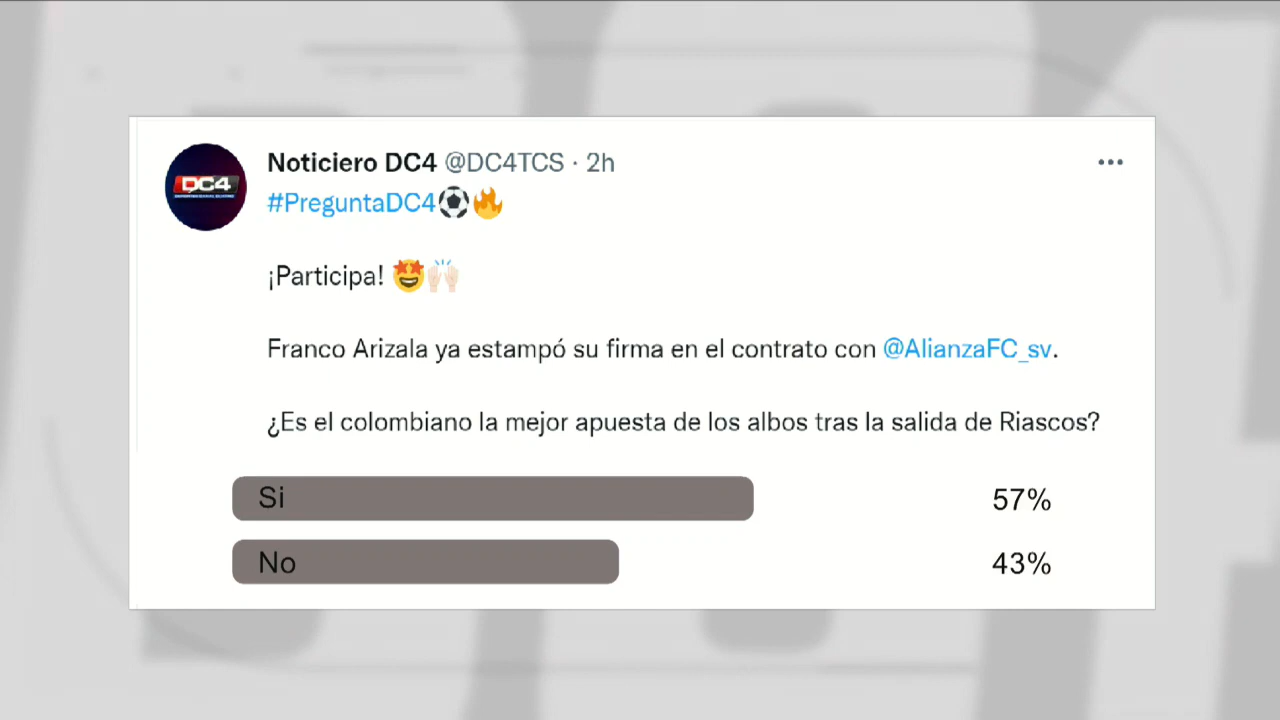 DC4
Noticiero DC4 @DC4TCS · 2h
#PreguntaDC4⚽🔥
¡Participa! 🤩🙌🏻
Franco Arizala ya estampó su firma en el contrato con @AlianzaFC_sv.
¿Es el colombiano la mejor apuesta de los albos tras la salida de Riascos?
Si 57%
No 43%